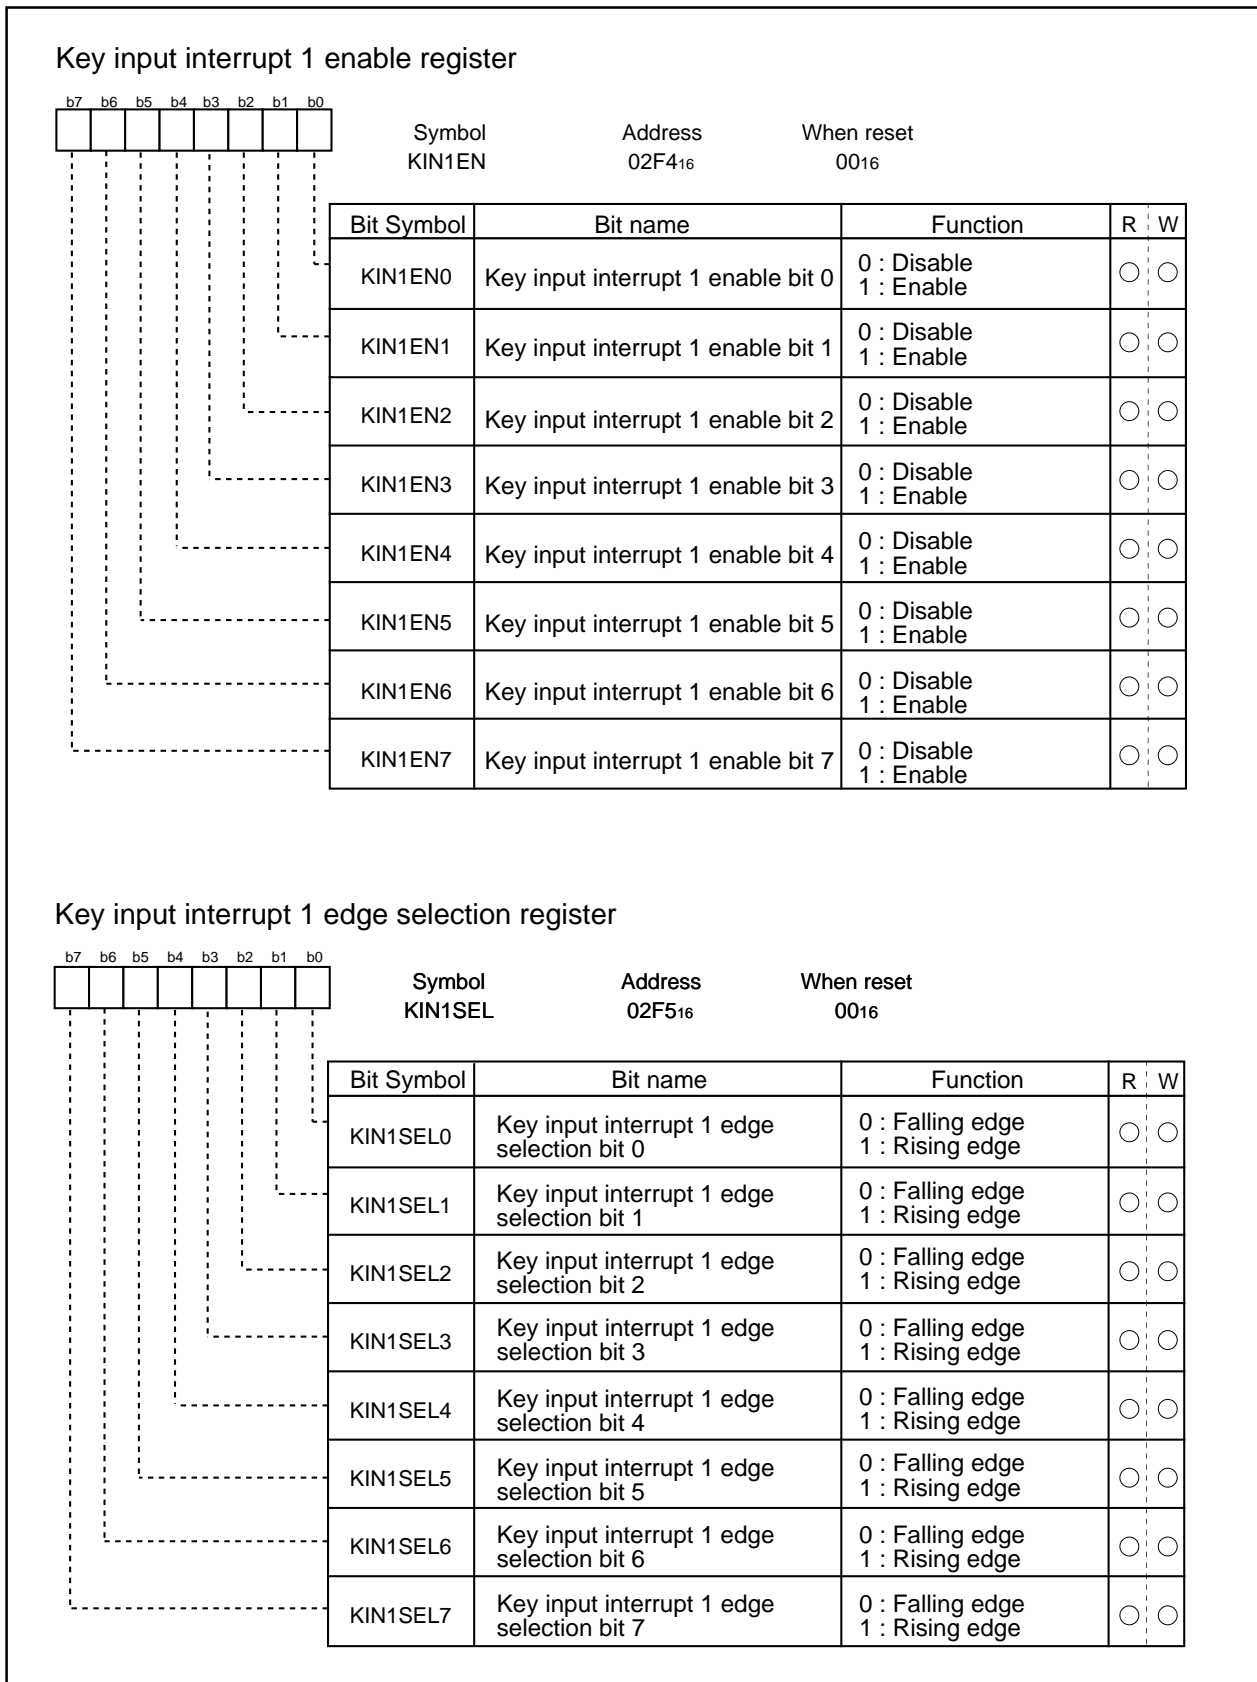 Key input interrupt 1 enable register
b7 b6 b5 b4 b3 b2 b1 b0
Symbol Address When reset
KIN1EN 02F416 0016
Bit Symbol Bit name Function R W
KIN1EN0 Key input interrupt 1 enable bit 0 0 : Disable
1 : Enable
KIN1EN1 Key input interrupt 1 enable bit 1 0 : Disable
1 : Enable
KIN1EN2 Key input interrupt 1 enable bit 2 0 : Disable
1 : Enable
KIN1EN3 Key input interrupt 1 enable bit 3 0 : Disable
1 : Enable
KIN1EN4 Key input interrupt 1 enable bit 4 0 : Disable
1 : Enable
KIN1EN5 Key input interrupt 1 enable bit 5 0 : Disable
1 : Enable
KIN1EN6 Key input interrupt 1 enable bit 6 0 : Disable
1 : Enable
KIN1EN7 Key input interrupt 1 enable bit 7 0 : Disable
1 : Enable
Key input interrupt 1 edge selection register
b7 b6 b5 b4 b3 b2 b1 b0
Symbol Address When reset
KIN1SEL 02F516 0016
Bit Symbol Bit name Function R W
KIN1SEL0 Key input interrupt 1 edge 0 : Falling edge
selection bit 0 1 : Rising edge
KIN1SEL1 Key input interrupt 1 edge 0 : Falling edge
selection bit 1 1 : Rising edge
KIN1SEL2 Key input interrupt 1 edge 0 : Falling edge
selection bit 2 1 : Rising edge
KIN1SEL3 Key input interrupt 1 edge 0 : Falling edge
selection bit 3 1 : Rising edge
KIN1SEL4 Key input interrupt 1 edge 0 : Falling edge
selection bit 4 1 : Rising edge
KIN1SEL5 Key input interrupt 1 edge 0 : Falling edge
selection bit 5 1 : Rising edge
KIN1SEL6 Key input interrupt 1 edge 0 : Falling edge
selection bit 6 1 : Rising edge
KIN1SEL7 Key input interrupt 1 edge 0 : Falling edge
selection bit 7 1 : Rising edge